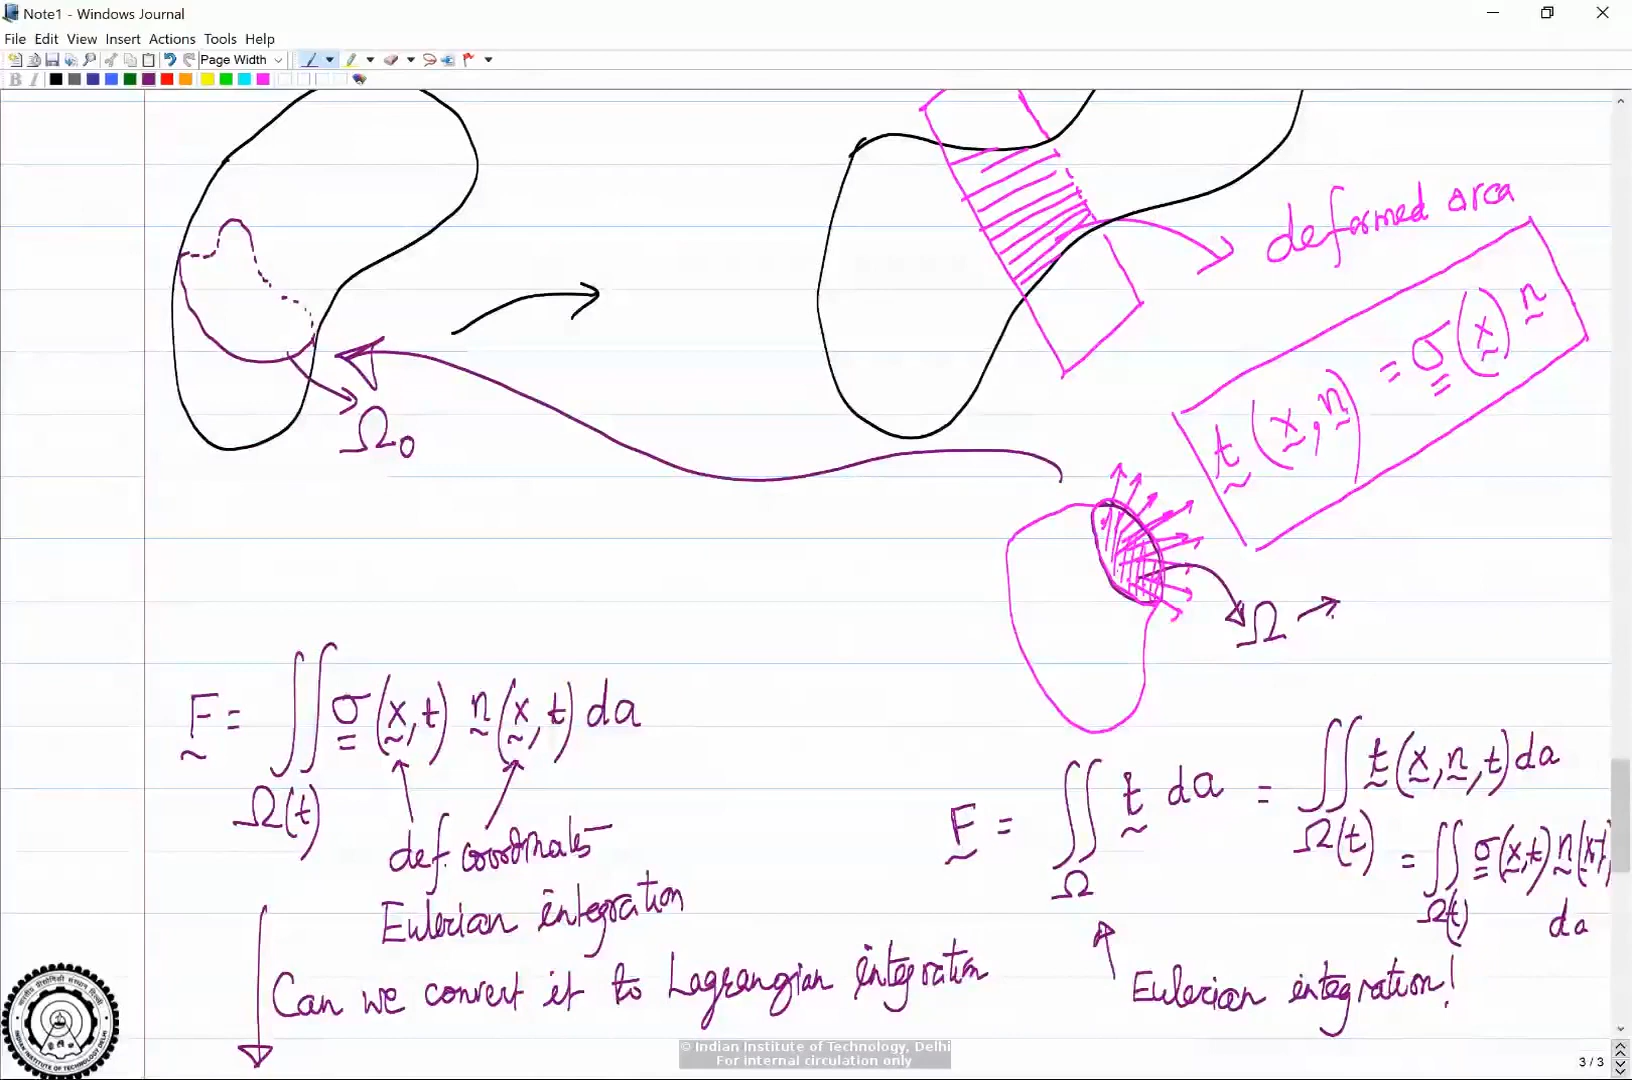 Note1 - Windows Journal
File Edit View Insert Actions Tools Help
Page Width
B I
deformed area
t(x, n) = σ(x) n
Ω₀
Ω
F = ∬ σ(x, t) n(x, t) da
Ω(t)
def. coordinates
Eulerian integration
Can we convert it to Lagrangian integration
F = ∬ t da = ∬ t(x, n, t) da
Ω Ω(t)
= ∬ σ(x, t) n(x, t)
Ω(t) da
Eulerian integration!
© Indian Institute of Technology, Delhi
For internal circulation only
3 / 3